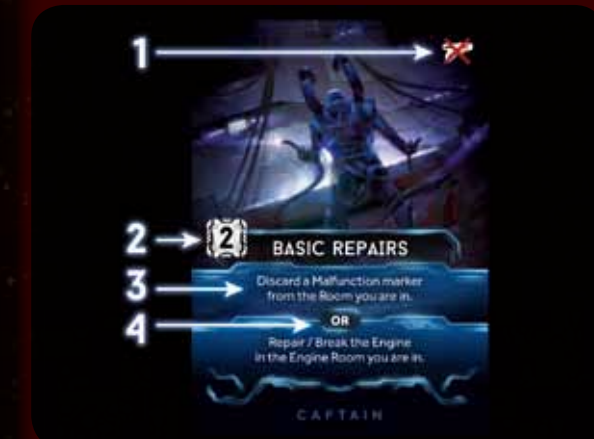 1
2
2
BASIC REPAIRS
3
Discard a Malfunction marker
from the Room you are in.
4
OR
Repair / Break the Engine
in the Engine Room you are in.
CAPTAIN